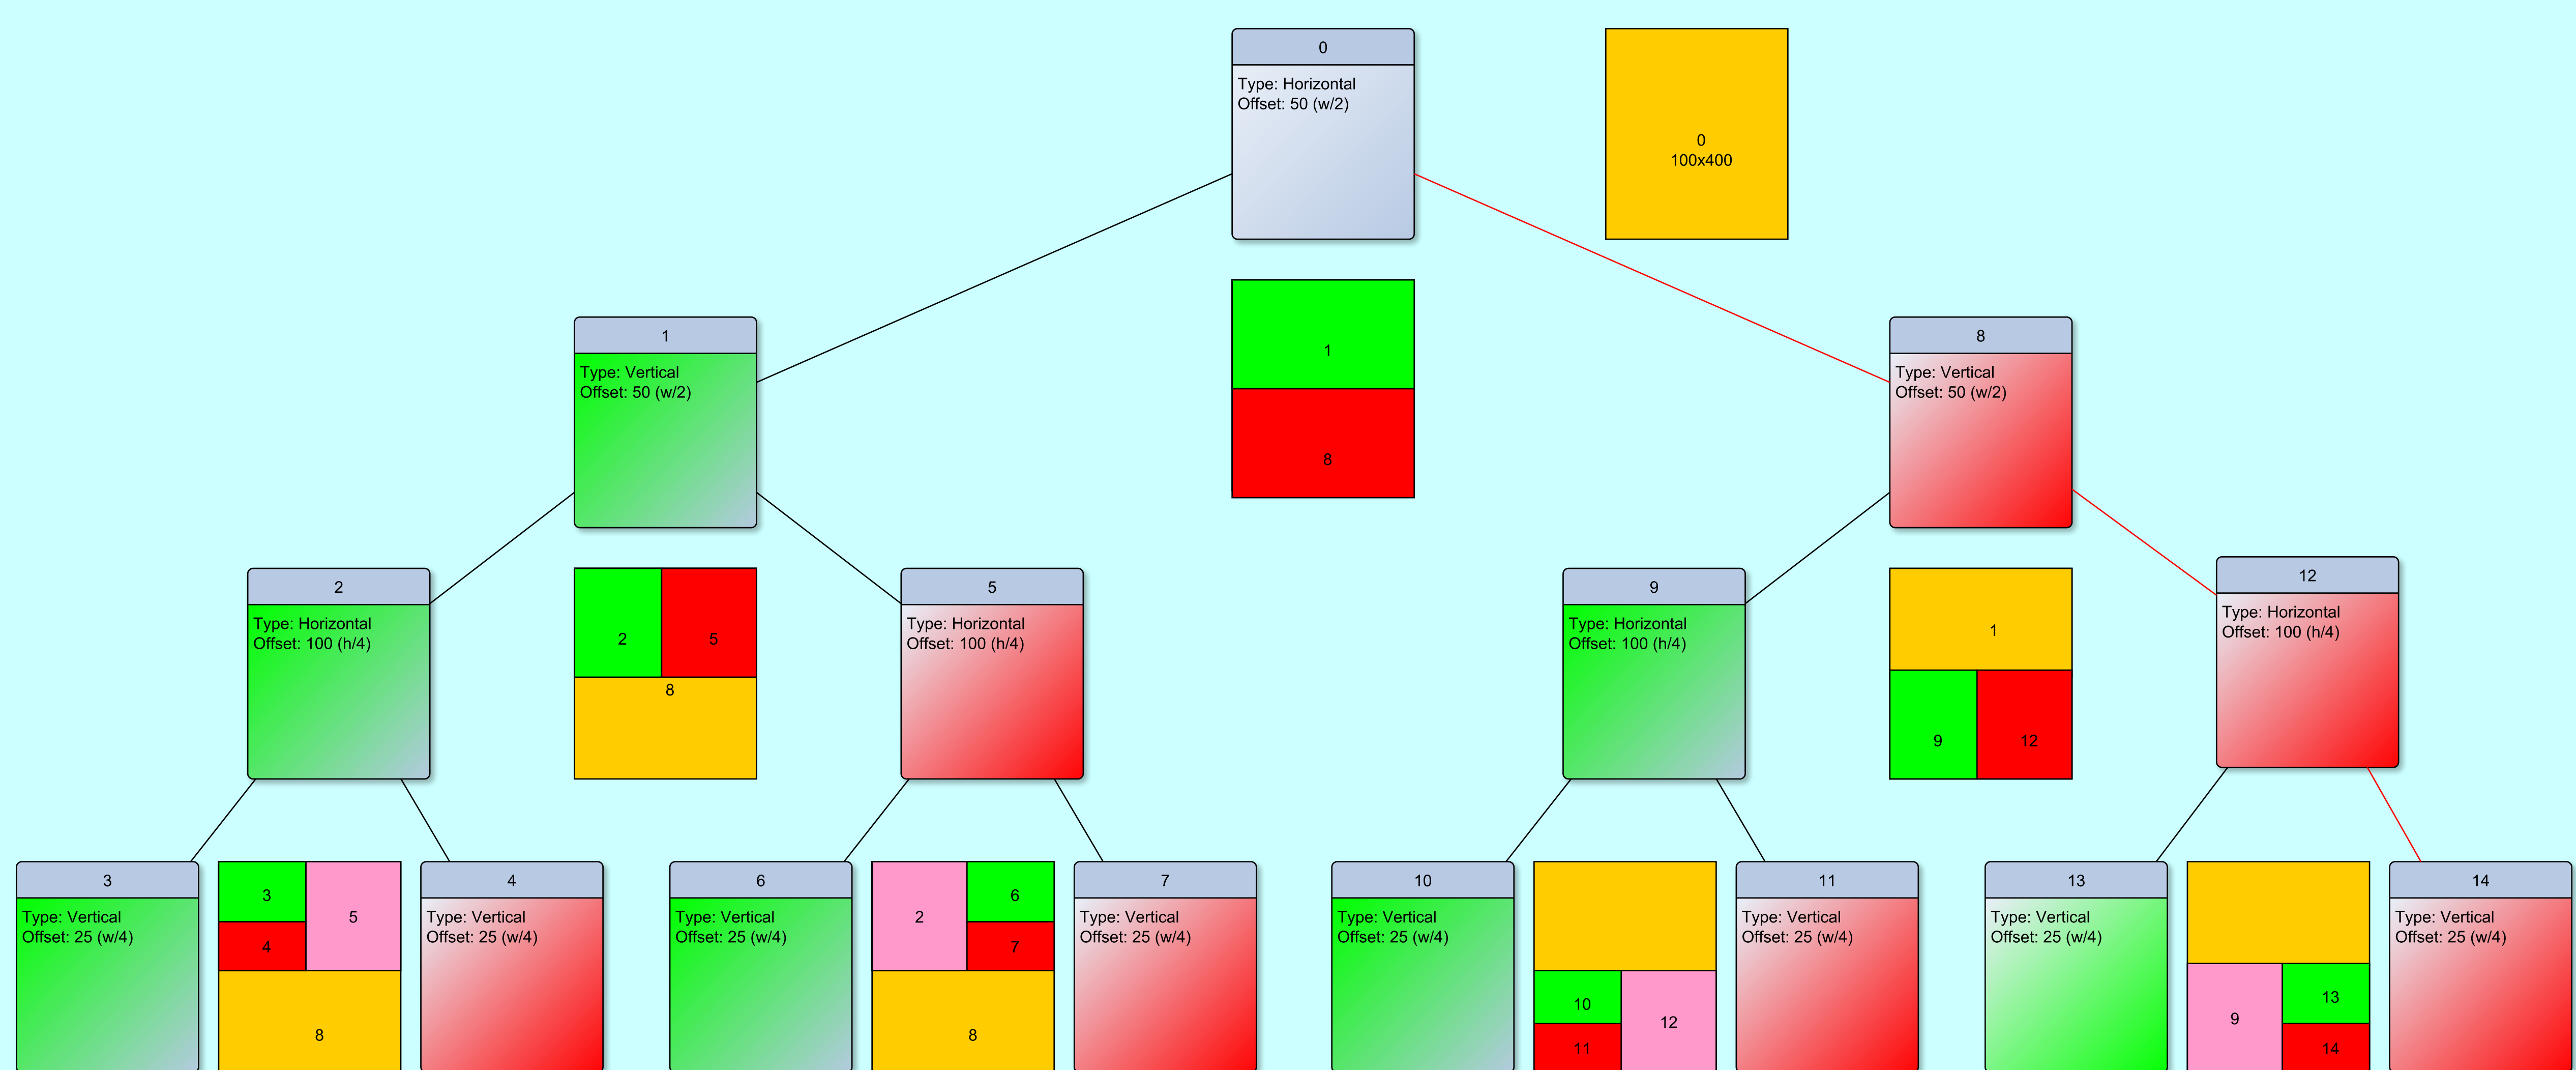 0
Type: Horizontal
Offset: 50 (w/2)
0
100x400
1
8
1
Type: Vertical
Offset: 50 (w/2)
8
Type: Vertical
Offset: 50 (w/2)
2
Type: Horizontal
Offset: 100 (h/4)
2
5
8
5
Type: Horizontal
Offset: 100 (h/4)
9
Type: Horizontal
Offset: 100 (h/4)
1
9
12
12
Type: Horizontal
Offset: 100 (h/4)
3
Type: Vertical
Offset: 25 (w/4)
3
5
4
8
4
Type: Vertical
Offset: 25 (w/4)
6
Type: Vertical
Offset: 25 (w/4)
2
6
7
8
7
Type: Vertical
Offset: 25 (w/4)
10
Type: Vertical
Offset: 25 (w/4)
10
12
11
11
Type: Vertical
Offset: 25 (w/4)
13
Type: Vertical
Offset: 25 (w/4)
13
9
14
14
Type: Vertical
Offset: 25 (w/4)